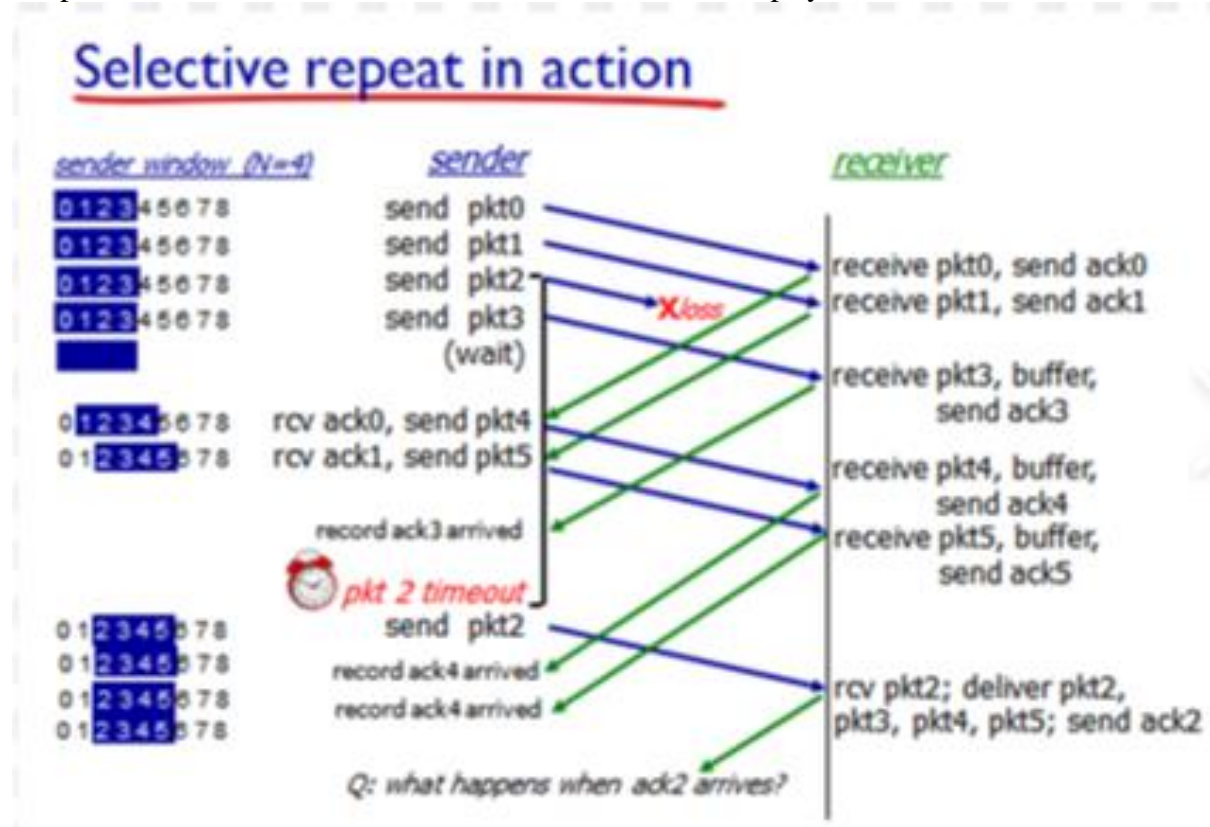 Selective repeat in action
sender window (N=4)
sender
receiver
0 1 2 3 4 5 6 7 8
send pkt0
0 1 2 3 4 5 6 7 8
send pkt1
receive pkt0, send ack0
0 1 2 3 4 5 6 7 8
send pkt2
receive pkt1, send ack1
Xloss
0 1 2 3 4 5 6 7 8
send pkt3
(wait)
receive pkt3, buffer,
send ack3
0 1 2 3 4 5 6 7 8
rcv ack0, send pkt4
0 1 2 3 4 5 6 7 8
rcv ack1, send pkt5
receive pkt4, buffer,
send ack4
record ack3 arrived
receive pkt5, buffer,
send ack5
pkt 2 timeout
0 1 2 3 4 5 6 7 8
send pkt2
0 1 2 3 4 5 6 7 8
record ack4 arrived
0 1 2 3 4 5 6 7 8
record ack4 arrived
0 1 2 3 4 5 6 7 8
rcv pkt2; deliver pkt2,
pkt3, pkt4, pkt5; send ack2
Q: what happens when ack2 arrives?